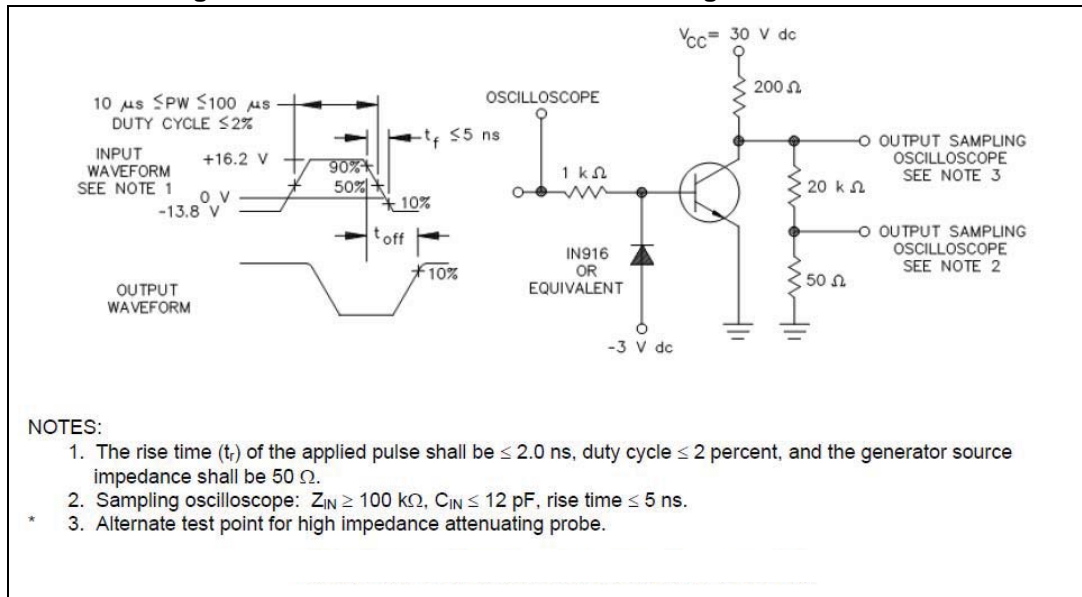 V_CC= 30 V dc
200 Ω
10 μs ≤PW ≤100 μs
DUTY CYCLE ≤2%
OSCILLOSCOPE
t_f ≤5 ns
INPUT
WAVEFORM
SEE NOTE 1
+16.2 V
0 V
-13.8 V
90%
50%
10%
1 kΩ
OUTPUT SAMPLING
OSCILLOSCOPE
SEE NOTE 3
20 kΩ
t_off
10%
OUTPUT
WAVEFORM
IN916
OR
EQUIVALENT
-3 V dc
OUTPUT SAMPLING
OSCILLOSCOPE
SEE NOTE 2
50 Ω
NOTES:
1. The rise time (t_r) of the applied pulse shall be ≤ 2.0 ns, duty cycle ≤ 2 percent, and the generator source
impedance shall be 50 Ω.
2. Sampling oscilloscope: Z_IN ≥ 100 kΩ, C_IN ≤ 12 pF, rise time ≤ 5 ns.
* 3. Alternate test point for high impedance attenuating probe.